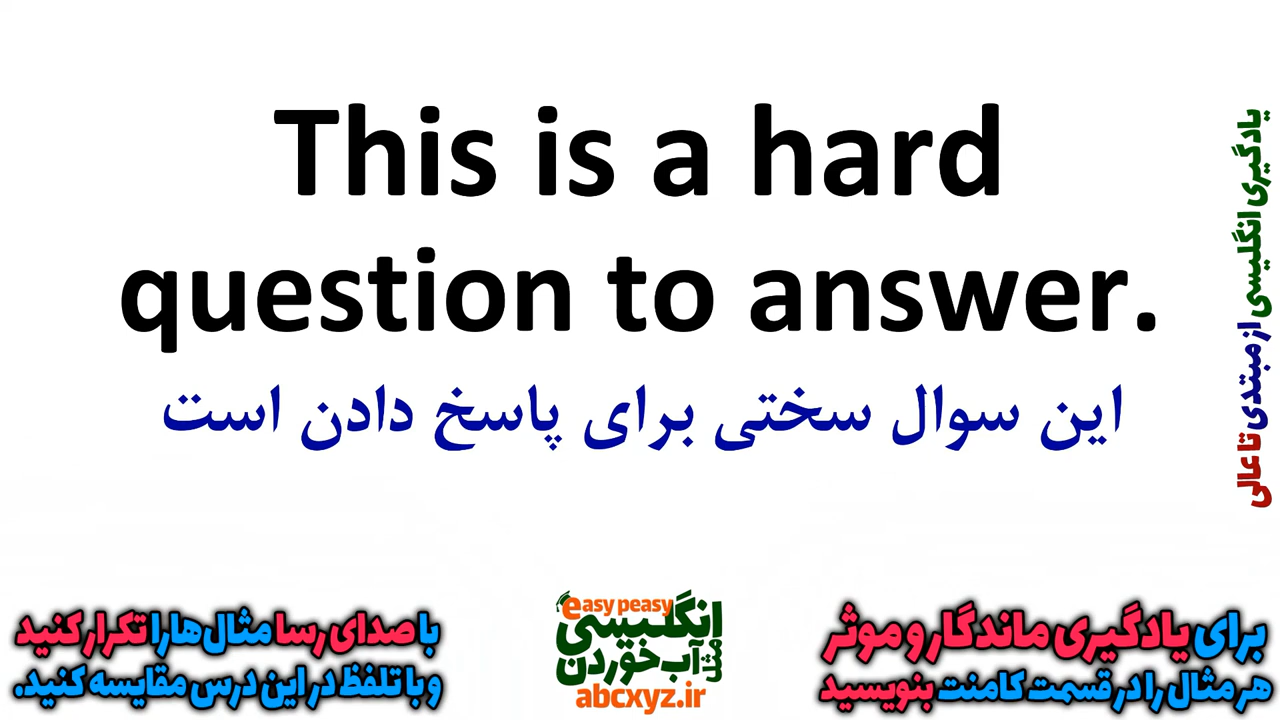 This is a hard
question to answer.
این سوال سختی برای پاسخ دادن است
یادگیری انگلیسی از مبتدی تا عالی
برای یادگیری ماندگار و موثر
هر مثال را در قسمت کامنت بنویسید
easy peasy
انگلیسی
مثل آب خوردن
abcxyz.ir
با صدای رسا مثال‌ها را تکرار کنید
و با تلفظ در این درس مقایسه کنید.